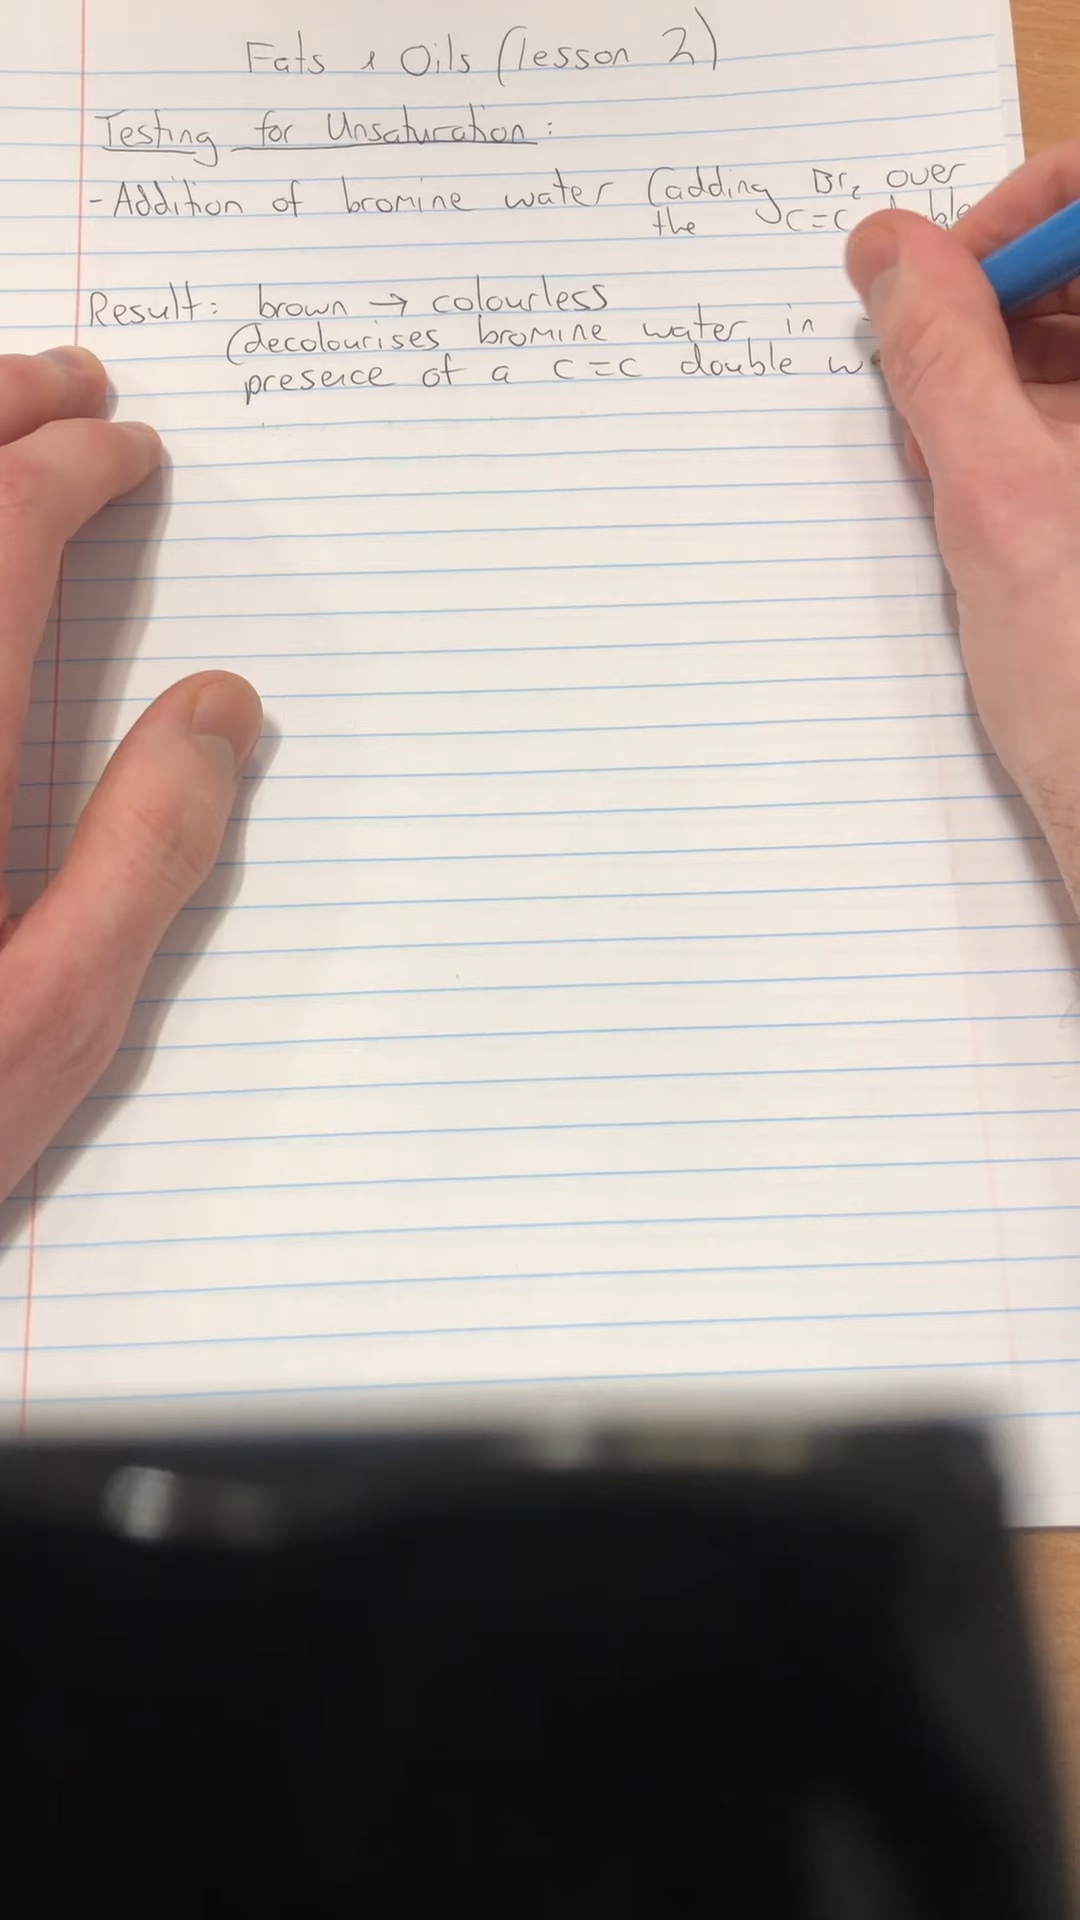 Fats & Oils (lesson 2)
Testing for Unsaturation:
- Addition of bromine water (adding Br₂ over
the C=C
Result: brown → colourless
(decolourises bromine water in
presence of a C=C double